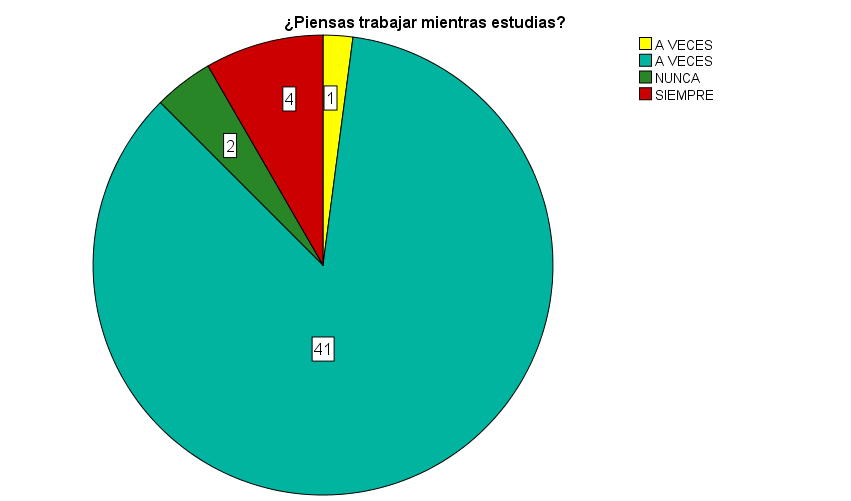 ¿Piensas trabajar mientras estudias?
A VECES
A VECES
NUNCA
SIEMPRE
4
1
2
41